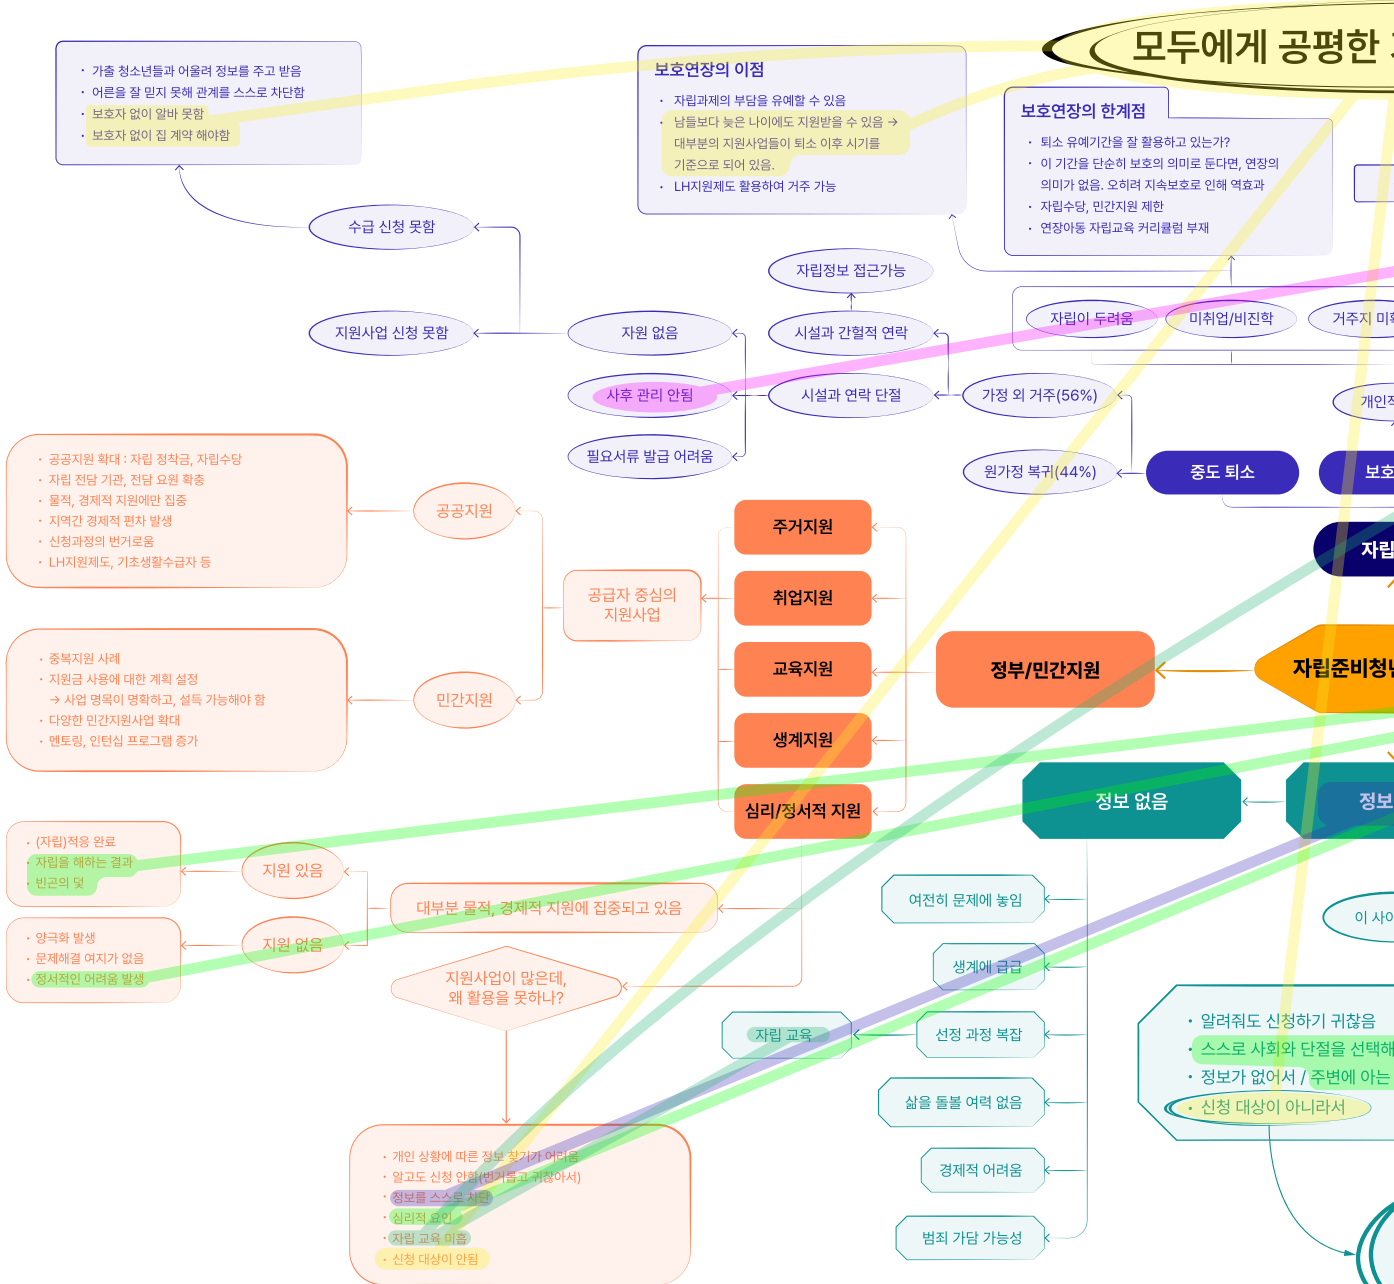 모두에게 공평한
가출 청소년들과 어울려 정보를 주고 받음
어른을 잘 믿지 못해 관계를 스스로 차단함
보호자 없이 알바 못함
보호자 없이 집 계약 해야함
보호연장의 이점
자립과제의 부담을 유예할 수 있음
남들보다 늦은 나이에도 지원받을 수 있음 →
대부분의 지원사업들이 퇴소 이후 시기를
기준으로 되어 있음.
LH지원제도 활용하여 거주 가능
보호연장의 한계점
퇴소 유예기간을 잘 활용하고 있는가?
이 기간을 단순히 보호의 의미로 둔다면, 연장의
의미가 없음. 오히려 지속보호로 인해 역효과
자립수당, 민간지원 제한
연장아동 자립교육 커리큘럼 부재
수급 신청 못함
지원사업 신청 못함
자원 없음
사후 관리 안됨
필요서류 발급 어려움
자립정보 접근가능
시설과 간헐적 연락
시설과 연락 단절
자립이 두려움
미취업/비진학
거주지
가정 외 거주(56%)
원가정 복귀(44%)
중도 퇴소
보호
개인적
자립
공공지원 확대 : 자립 정착금, 자립수당
자립 전담 기관, 전담 요원 확충
물적, 경제적 지원에만 집중
지역간 경제적 편차 발생
신청과정의 번거로움
LH지원제도, 기초생활수급자 등
공공지원
공급자 중심의
지원사업
주거지원
취업지원
교육지원
생계지원
심리/정서적 지원
정부/민간지원
자립준비청년
중복지원 사례
지원금 사용에 대한 계획 설정
→ 사업 명목이 명확하고, 설득 가능해야 함
다양한 민간지원사업 확대
멘토링, 인턴십 프로그램 증가
민간지원
정보 없음
정보
(자립)적응 완료
자립을 해하는 결과
빈곤의 덫
지원 있음
양극화 발생
문제해결 여지가 없음
정서적인 어려움 발생
지원 없음
대부분 물적, 경제적 지원에 집중되고 있음
지원사업이 많은데,
왜 활용을 못하나?
개인 상황에 따른 정보 찾기가 어려움
알고도 신청 안함(번거롭고 귀찮아서)
정보를 스스로 차단
심리적 요인
자립 교육 미흡
신청 대상이 안됨
여전히 문제에 놓임
생계에 급급
선정 과정 복잡
자립 교육
삶을 돌볼 여력 없음
경제적 어려움
범죄 가담 가능성
이 사이
알려줘도 신청하기 귀찮음
스스로 사회와 단절을 선택해
정보가 없어서 / 주변에 아는
신청 대상이 아니라서